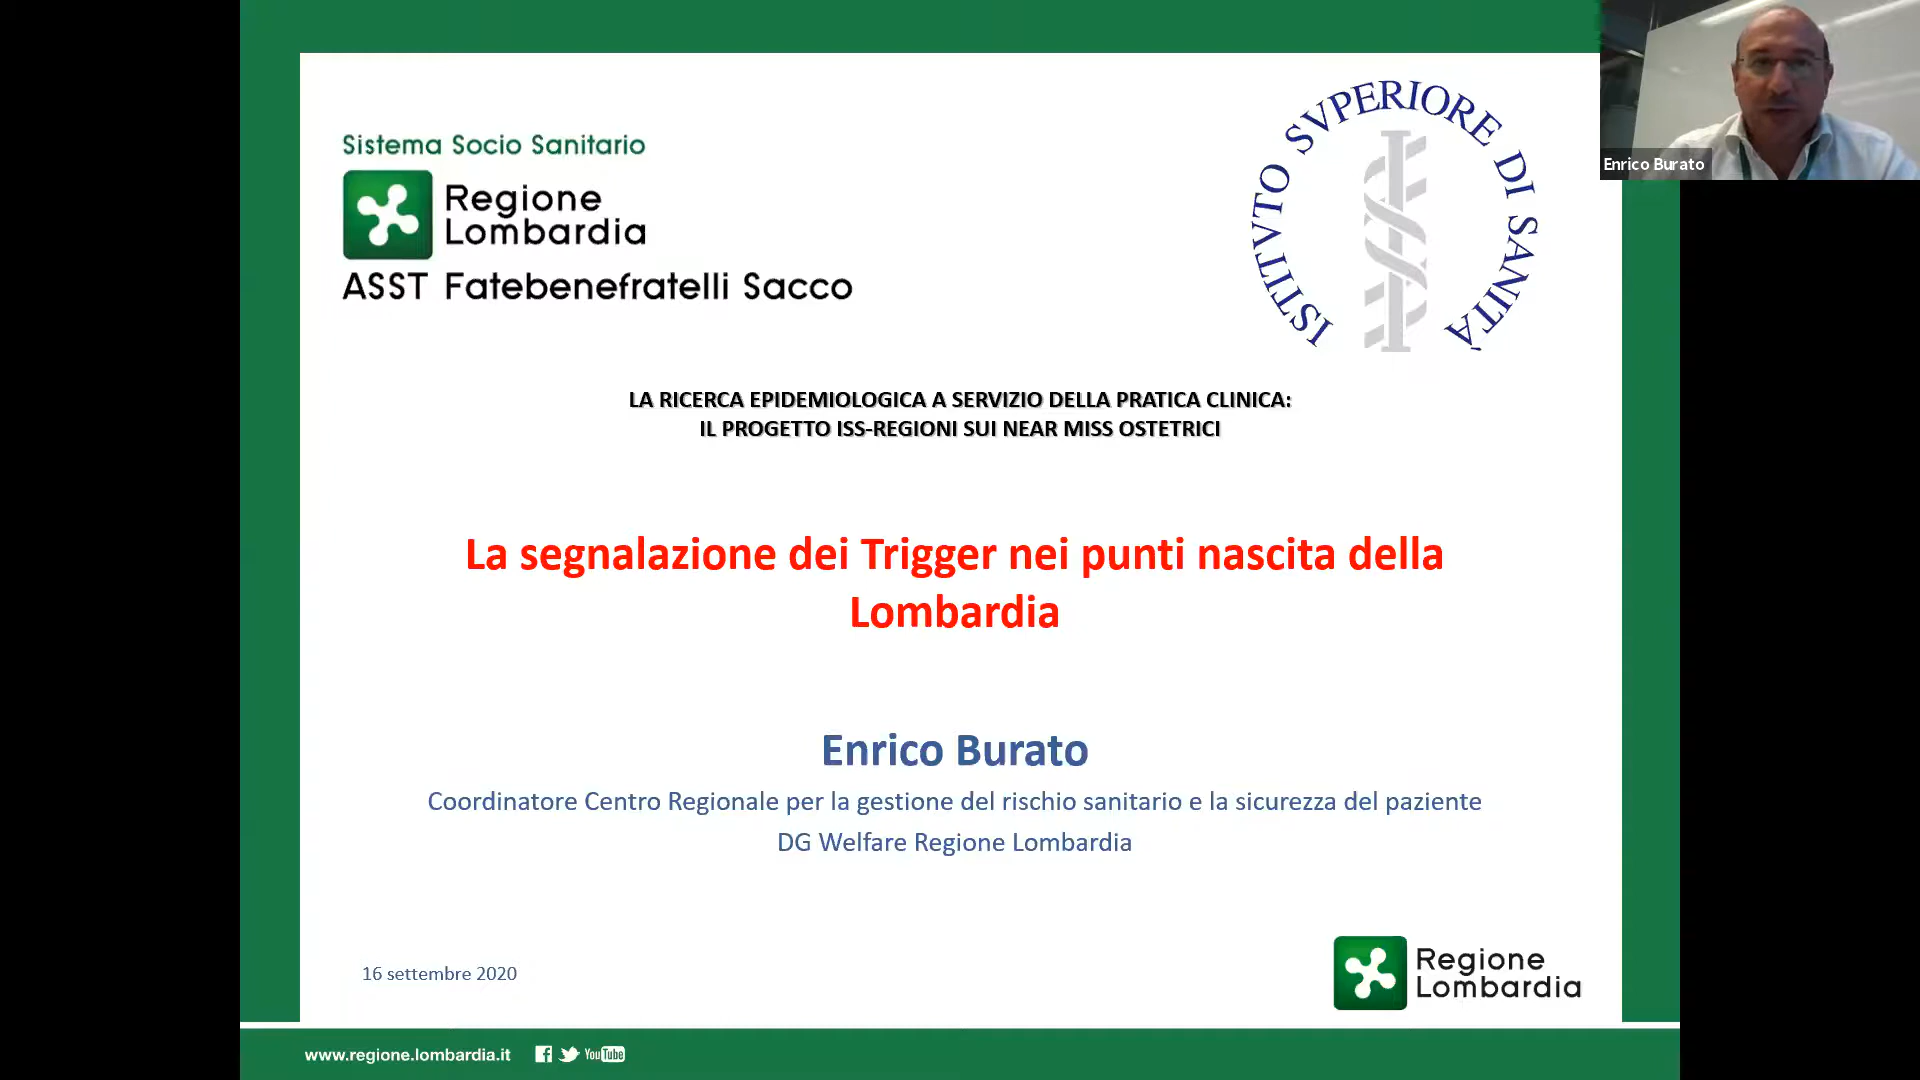 Sistema Socio Sanitario
Regione
Lombardia
ASST Fatebenefratelli Sacco
ISTITVTO SVPERIORE DI SANITÀ
Enrico Burato
LA RICERCA EPIDEMIOLOGICA A SERVIZIO DELLA PRATICA CLINICA:
IL PROGETTO ISS-REGIONI SUI NEAR MISS OSTETRICI
La segnalazione dei Trigger nei punti nascita della
Lombardia
Enrico Burato
Coordinatore Centro Regionale per la gestione del rischio sanitario e la sicurezza del paziente
DG Welfare Regione Lombardia
16 settembre 2020
Regione
Lombardia
www.regione.lombardia.it
YouTube